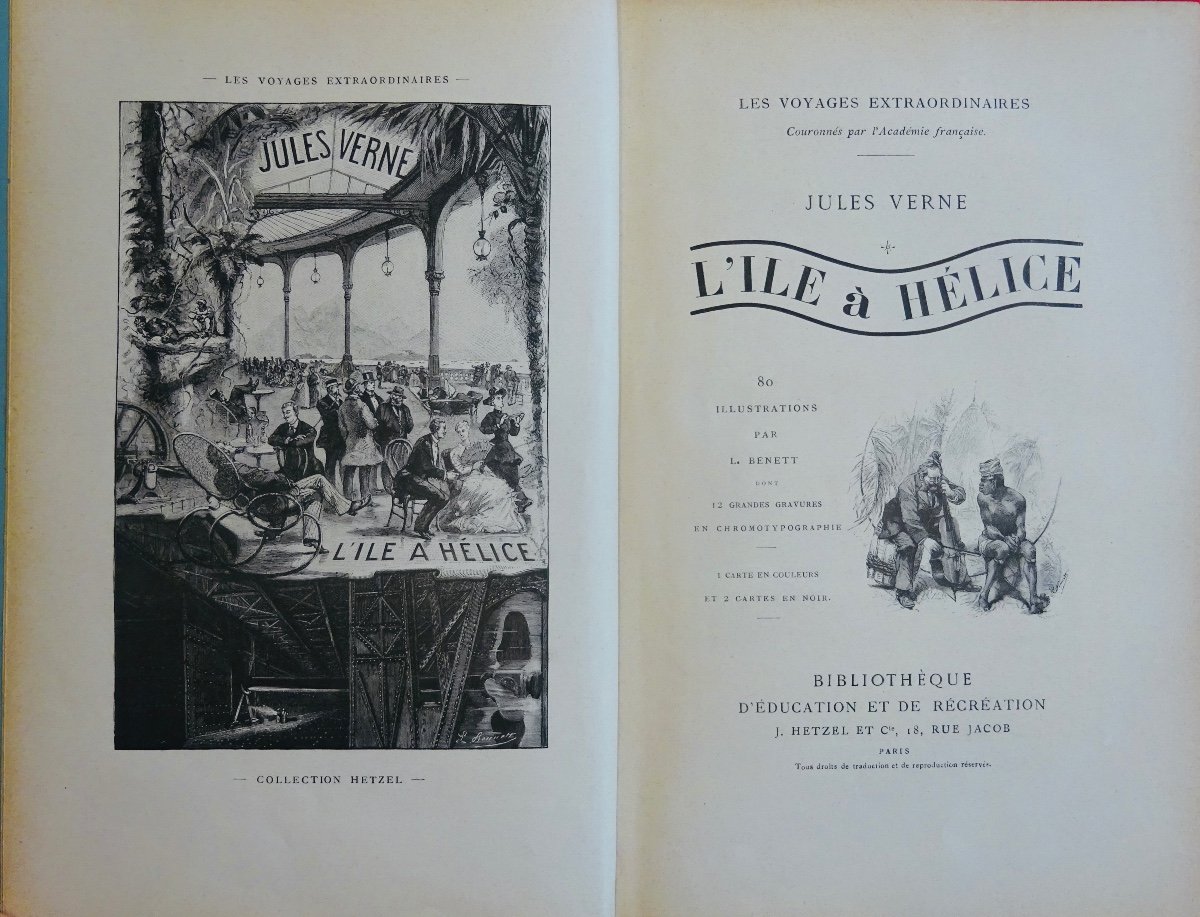 — LES VOYAGES EXTRAORDINAIRES —
JULES VERNE
L'ILE A HÉLICE
— COLLECTION HETZEL —
LES VOYAGES EXTRAORDINAIRES
Couronnés par l'Académie française.
JULES VERNE
L'ILE à HÉLICE
80
ILLUSTRATIONS
PAR
L. BENETT
DONT
12 GRANDES GRAVURES
EN CHROMOTYPOGRAPHIE
1 CARTE EN COULEURS
ET 2 CARTES EN NOIR.
BIBLIOTHÈQUE
D'ÉDUCATION ET DE RÉCRÉATION
J. HETZEL ET Cie, 18, RUE JACOB
PARIS
Tous droits de traduction et de reproduction réservés.